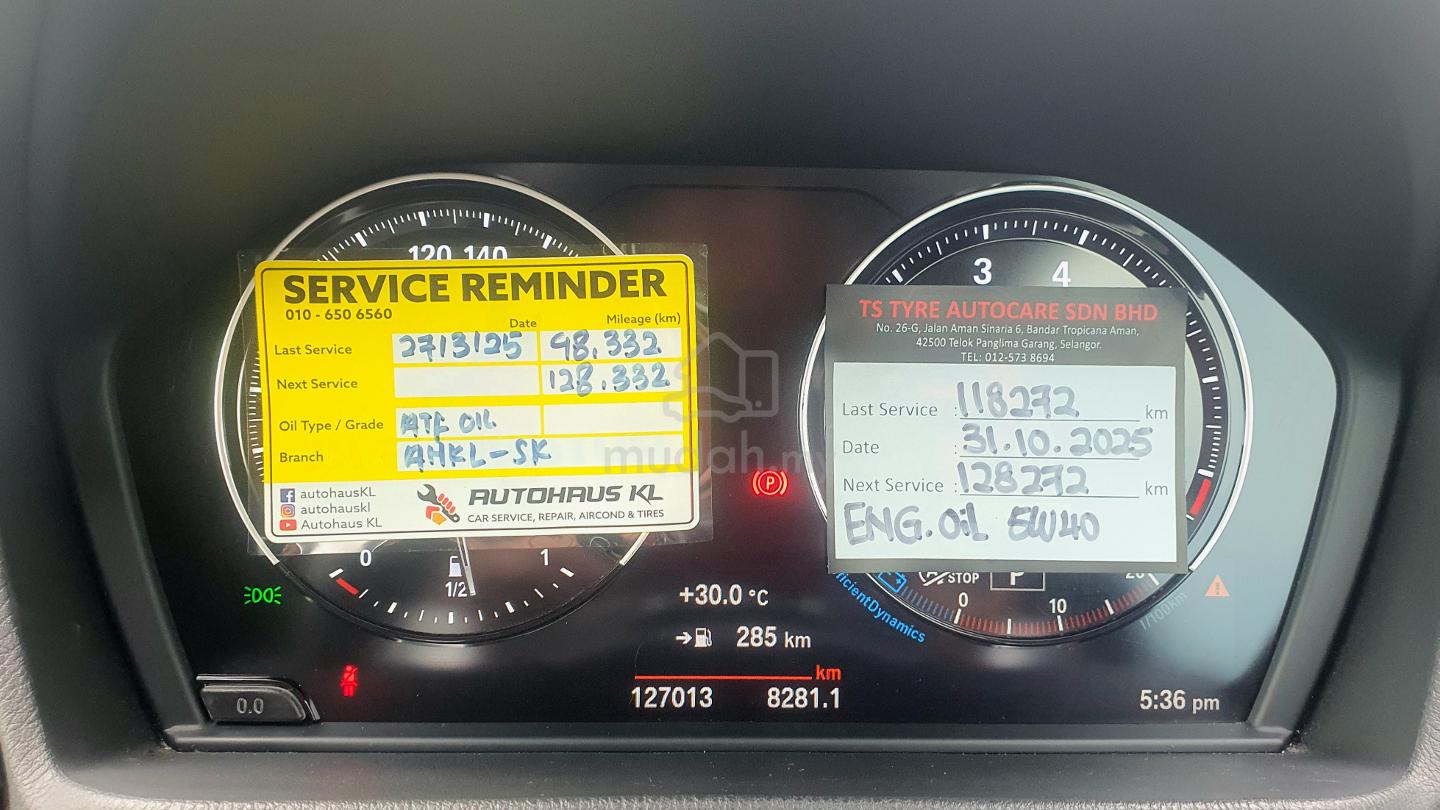 120 140
SERVICE REMINDER
010 - 650 6560
Date Mileage (km)
Last Service 27/3/25 98.332
Next Service 128.332
Oil Type / Grade ATF OIL
Branch AHKL-SK
autohausKL
autohauskl
Autohaus KL
AUTOHAUS KL
CAR SERVICE, REPAIR, AIRCOND & TIRES
0 1/2 1
3 4
TS TYRE AUTOCARE SDN BHD
No. 26-G, Jalan Aman Sinaria 6, Bandar Tropicana Aman,
42500 Telok Panglima Garang, Selangor.
TEL: 012-573 8694
Last Service : 118272 km
Date : 31.10.2025
Next Service : 128272 km
ENG. OiL 5W40
mudah.my
P
STOP P
0 10 20
l/100km
EfficientDynamics
+30.0 °C
285 km
km
127013 8281.1
0.0
5:36 pm